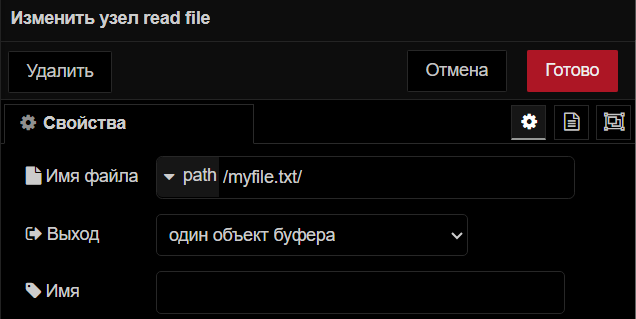 Изменить узел read file
Удалить Отмена Готово
Свойства
Имя файла path /myfile.txt/
Выход один объект буфера
Имя